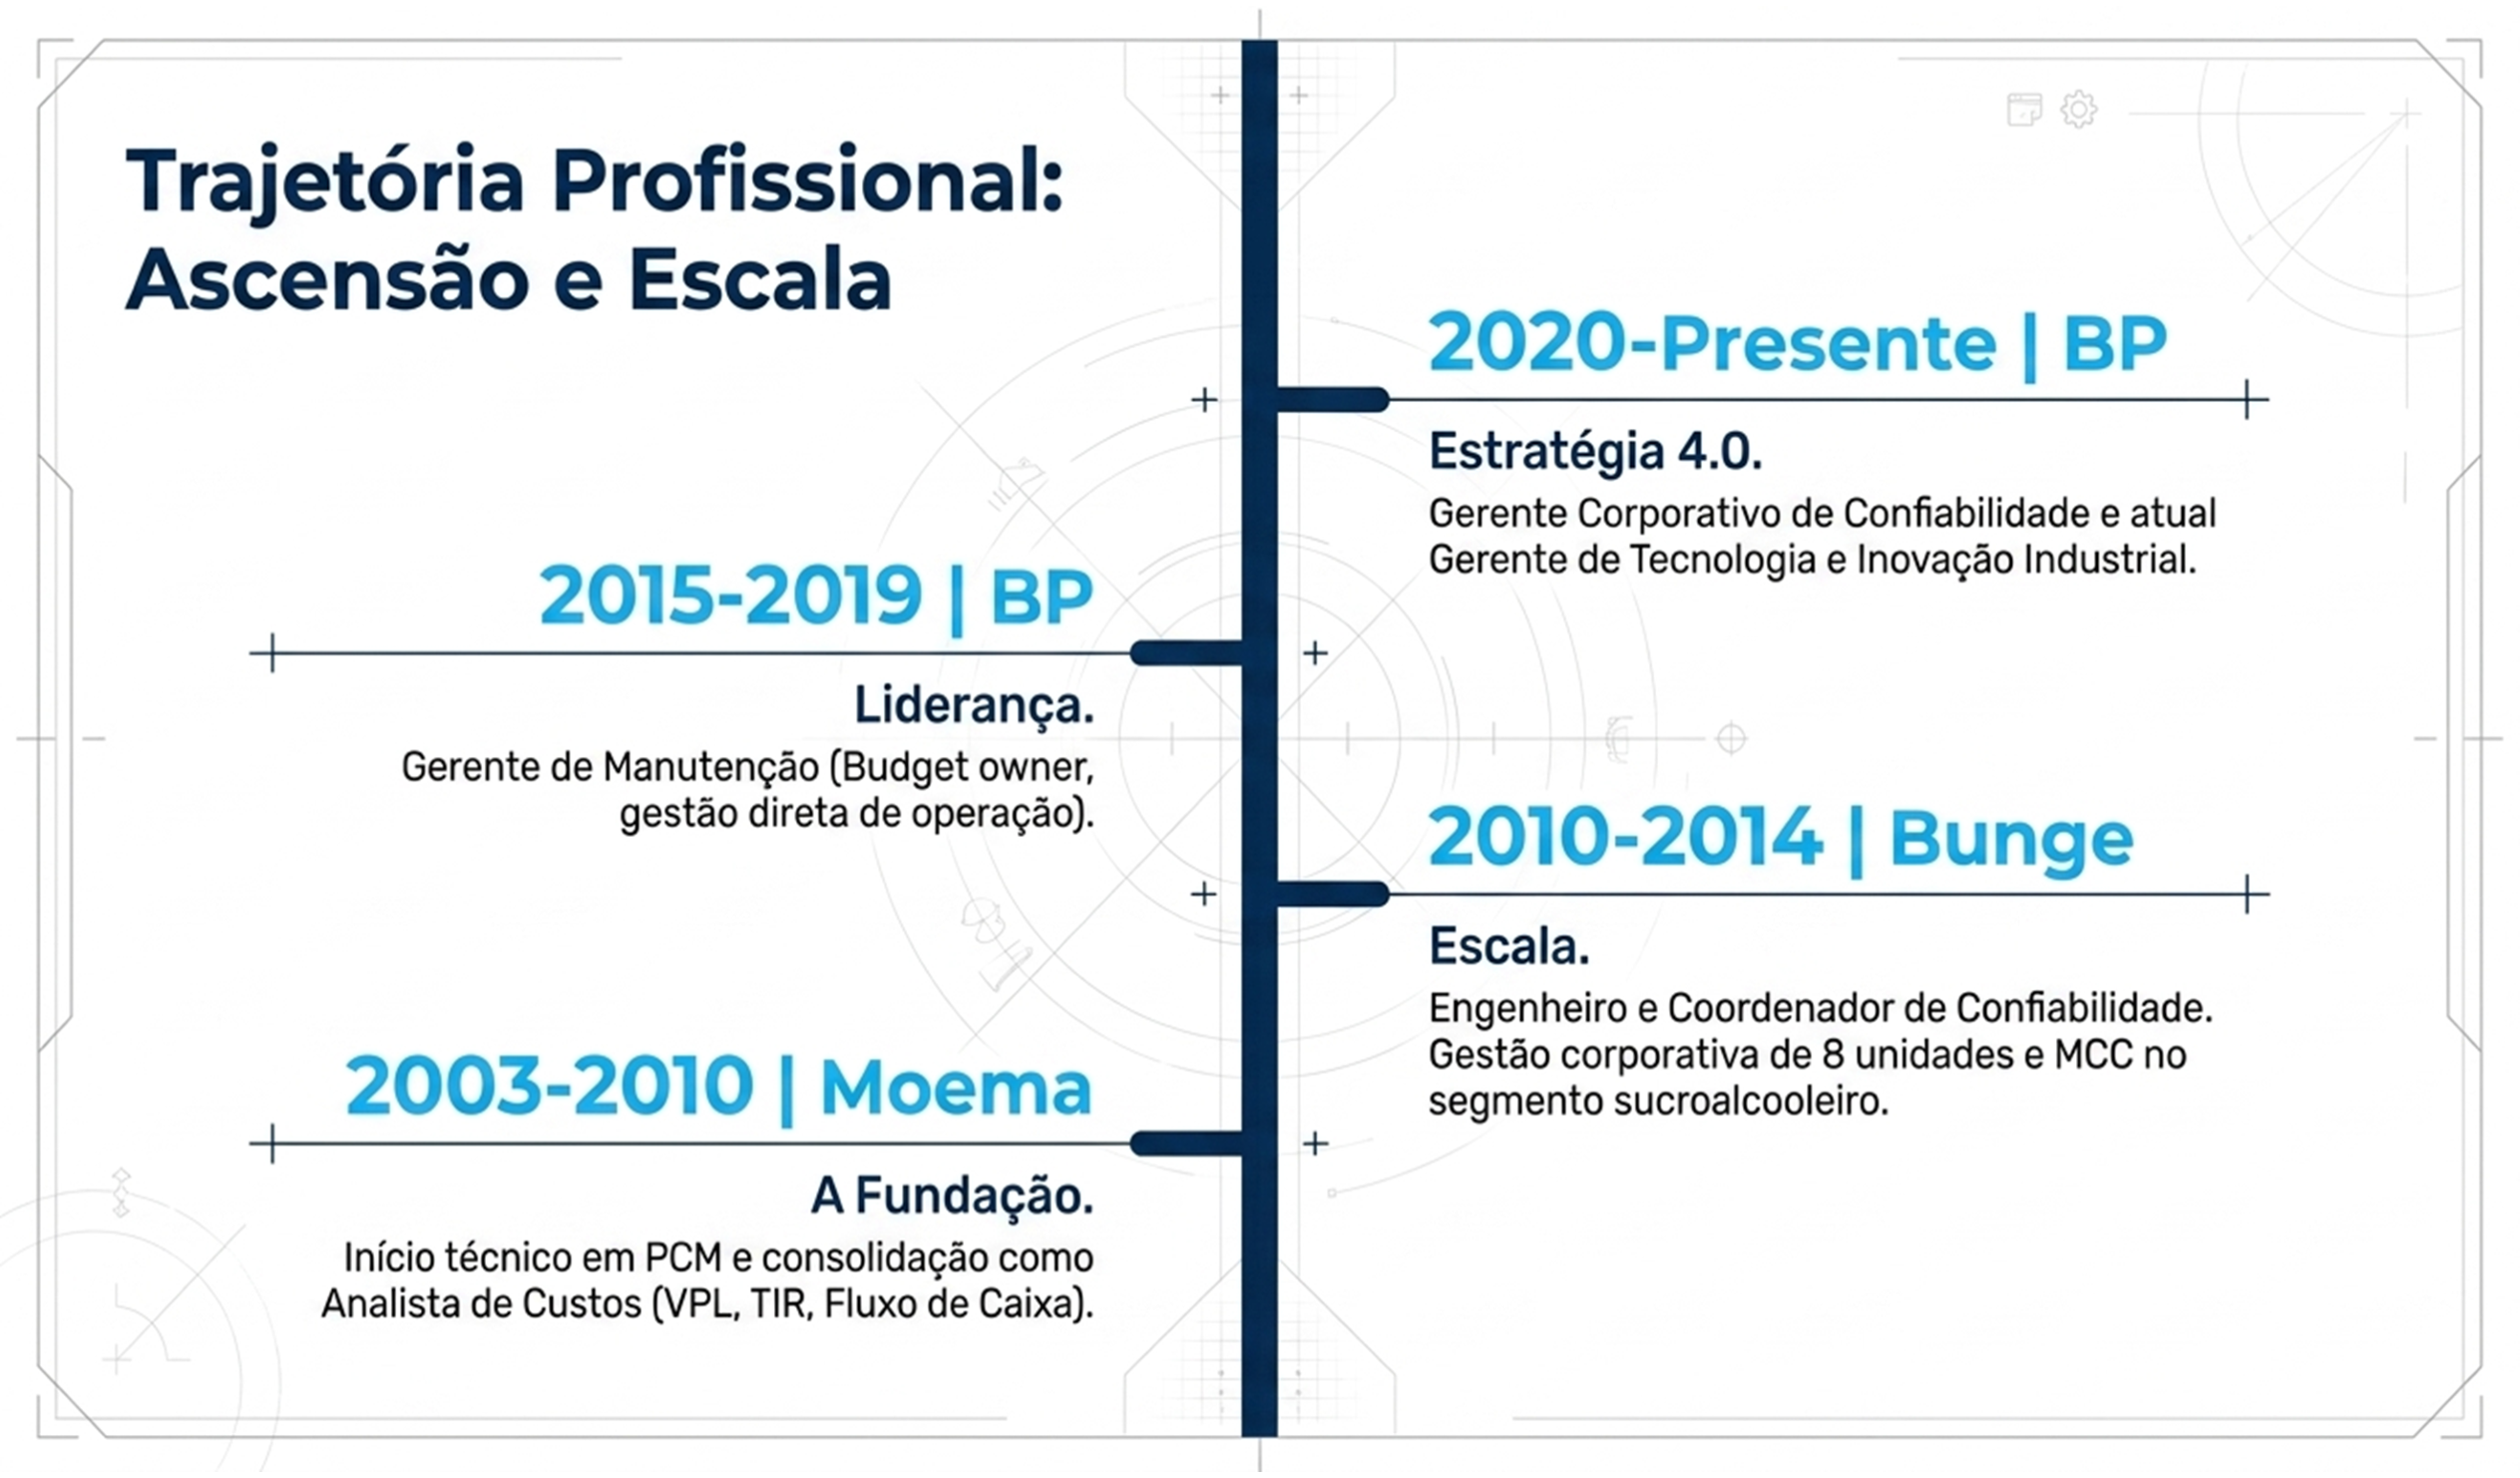 Trajetória Profissional:
Ascensão e Escala
2020-Presente | BP
Estratégia 4.0.
Gerente Corporativo de Confiabilidade e atual
Gerente de Tecnologia e Inovação Industrial.
2015-2019 | BP
Liderança.
Gerente de Manutenção (Budget owner,
gestão direta de operação).
2010-2014 | Bunge
Escala.
Engenheiro e Coordenador de Confiabilidade.
Gestão corporativa de 8 unidades e MCC no
segmento sucroalcooleiro.
2003-2010 | Moema
A Fundação.
Início técnico em PCM e consolidação como
Analista de Custos (VPL, TIR, Fluxo de Caixa).